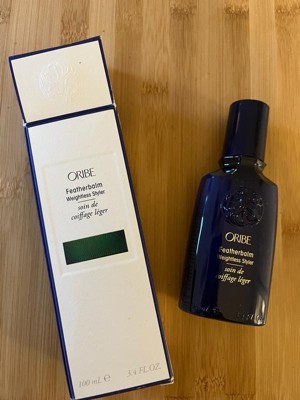 ORIBE
Featherbalm
Weightless Styler
soin de
coiffage léger
100 mL ℮
3.4 FL.OZ.
ORIBE
Featherbalm
Weightless Styler
soin de
coiffage léger